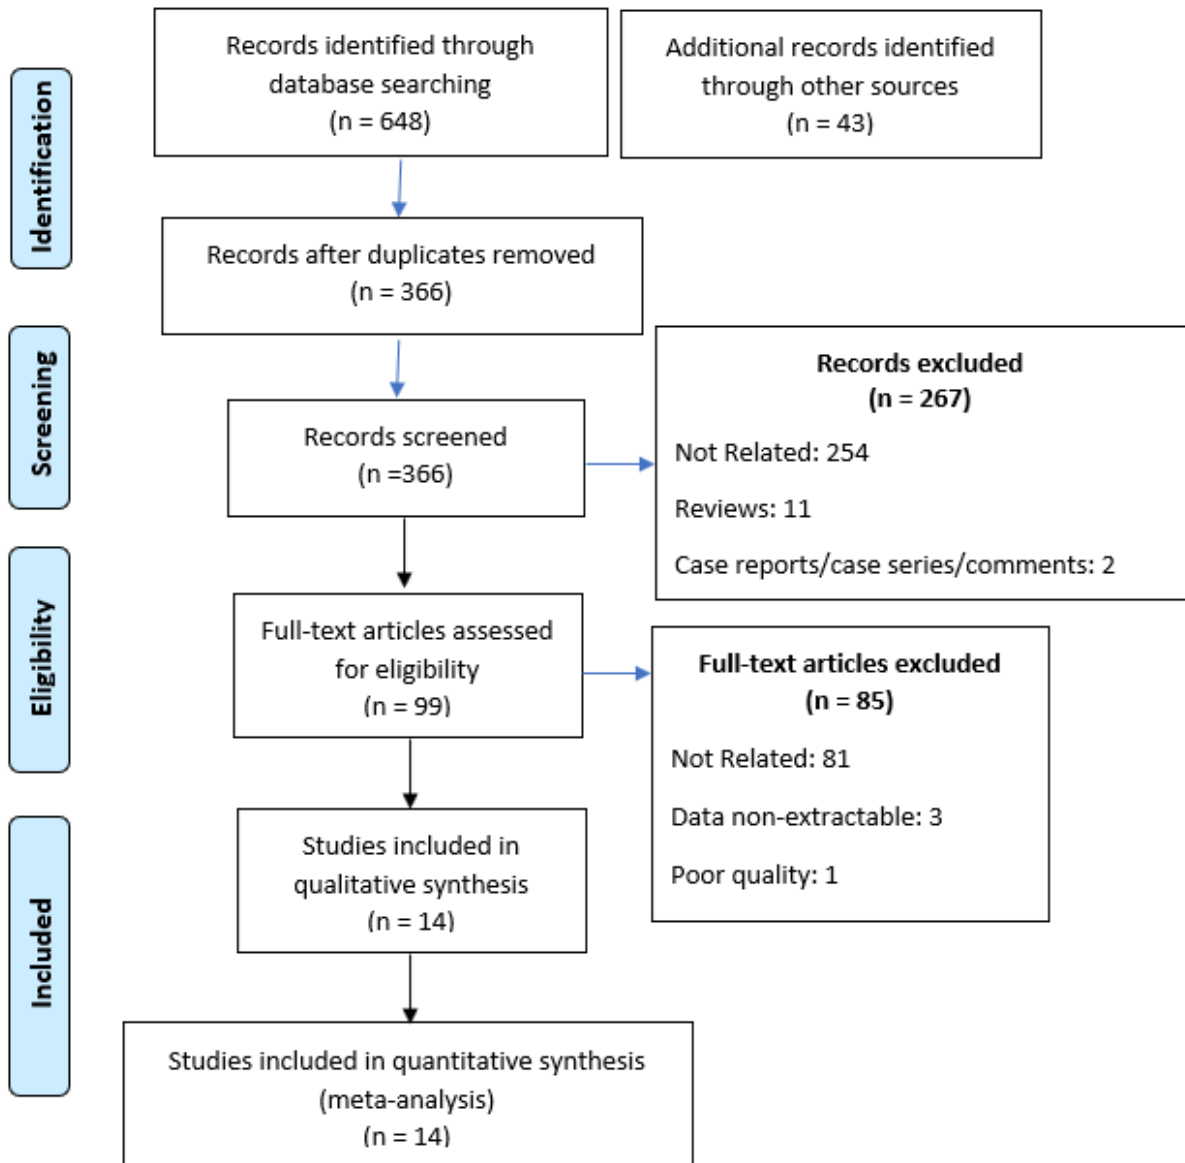 Identification
Records identified through
database searching
(n = 648)
Additional records identified
through other sources
(n = 43)
Records after duplicates removed
(n = 366)
Screening
Records screened
(n =366)
Records excluded
(n = 267)
Not Related: 254
Reviews: 11
Case reports/case series/comments: 2
Eligibility
Full-text articles assessed
for eligibility
(n = 99)
Full-text articles excluded
(n = 85)
Not Related: 81
Data non-extractable: 3
Poor quality: 1
Included
Studies included in
qualitative synthesis
(n = 14)
Studies included in quantitative synthesis
(meta-analysis)
(n = 14)